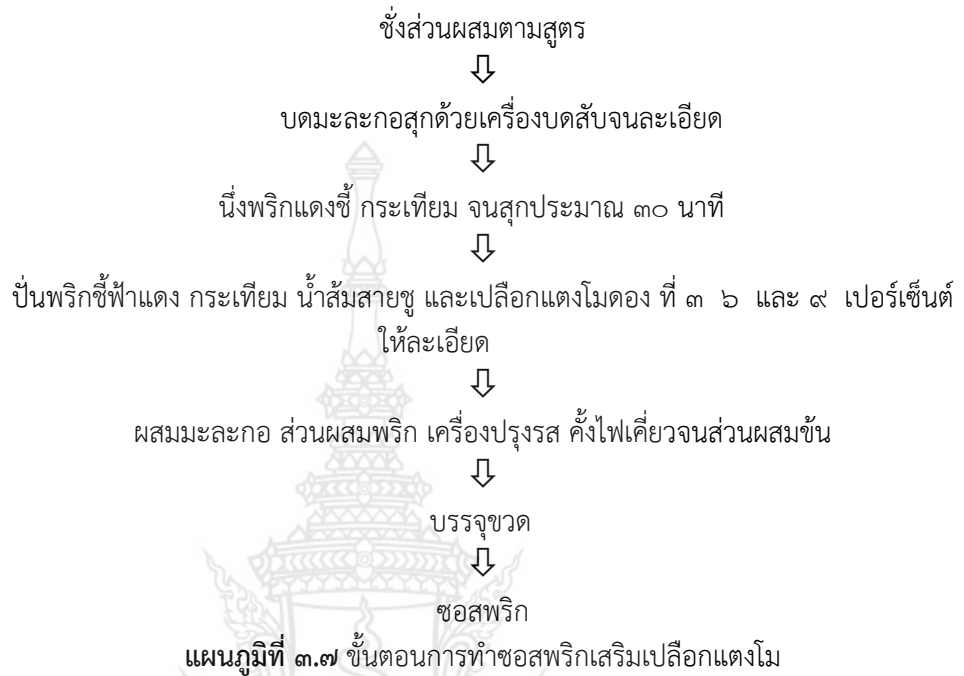 ชั่งส่วนผสมตามสูตร
⇩
บดมะละกอสุกด้วยเครื่องบดสับจนละเอียด
⇩
นึ่งพริกแดงชี้ กระเทียม จนสุกประมาณ ๓๐ นาที
⇩
ปั่นพริกชี้ฟ้าแดง กระเทียม น้ำส้มสายชู และเปลือกแตงโมดอง ที่ ๓ ๖ และ ๙ เปอร์เซ็นต์
ให้ละเอียด
⇩
ผสมมะละกอ ส่วนผสมพริก เครื่องปรุงรส คั้งไฟเคี่ยวจนส่วนผสมข้น
⇩
บรรจุขวด
⇩
ซอสพริก
แผนภูมิที่ ๓.๗ ขั้นตอนการทำซอสพริกเสริมเปลือกแตงโม